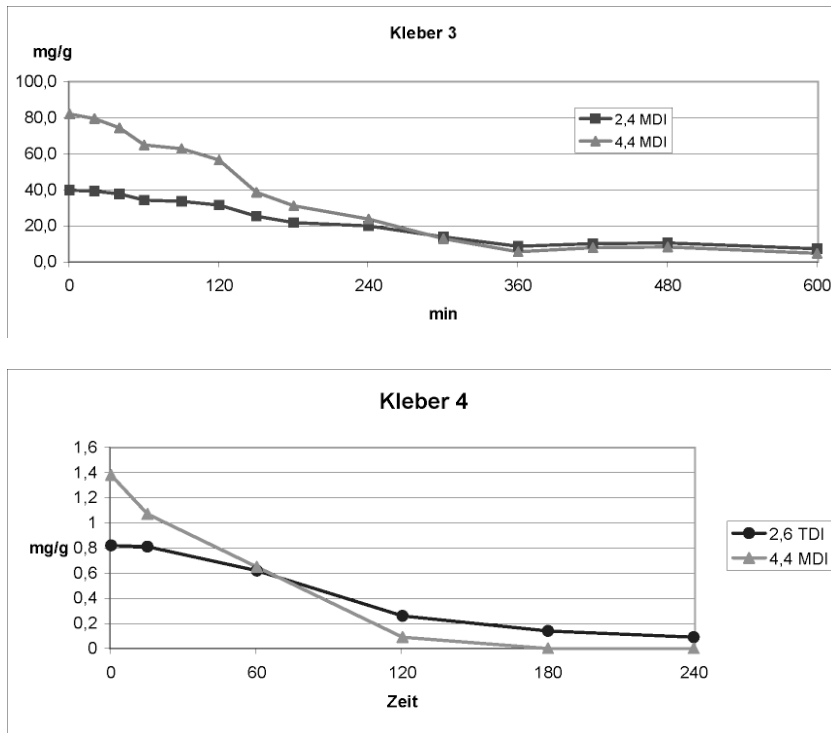 Kleber 3
mg/g
100,0
80,0
60,0
40,0
20,0
0,0
2,4 MDI
4,4 MDI
0 120 240 360 480 600
min
Kleber 4
1,6
1,4
1,2
1
0,8
0,6
0,4
0,2
0
mg/g
2,6 TDI
4,4 MDI
0 60 120 180 240
Zeit